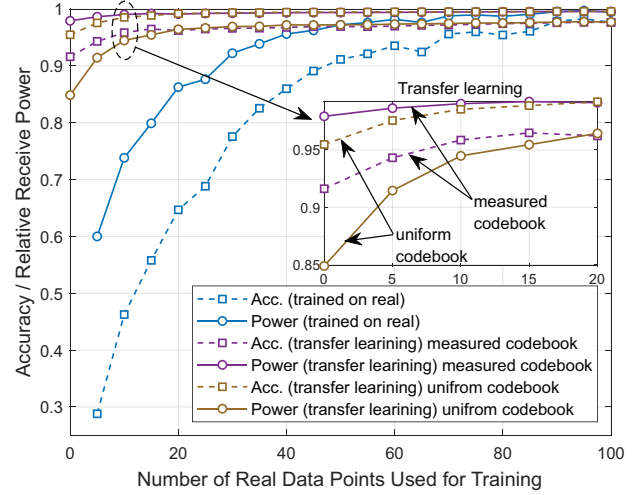 Accuracy / Relative Receive Power
1
0.9
0.8
0.7
0.6
0.5
0.4
0.3
0
20
40
60
80
100
Number of Real Data Points Used for Training
Transfer learning
0.95
0.9
0.85
0
5
10
15
20
measured
codebook
uniform
codebook
Acc. (trained on real)
Power (trained on real)
Acc. (transfer learining) measured codebook
Power (transfer learining) measured codebook
Acc. (transfer learining) unifrom codebook
Power (transfer learining) unifrom codebook